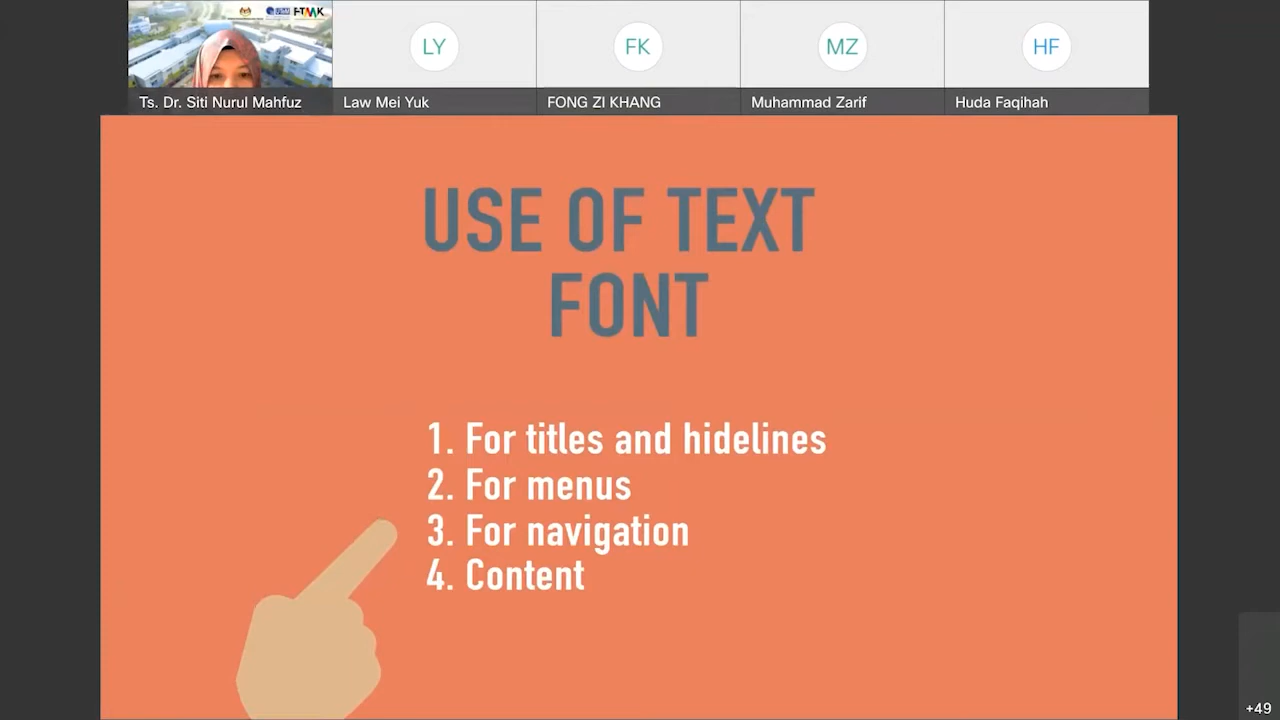 FTMK
LY
FK
MZ
HF
Ts. Dr. Siti Nurul Mahfuz
Law Mei Yuk
FONG ZI KHANG
Muhammad Zarif
Huda Faqihah
USE OF TEXT
FONT
1. For titles and hidelines
2. For menus
3. For navigation
4. Content
+49